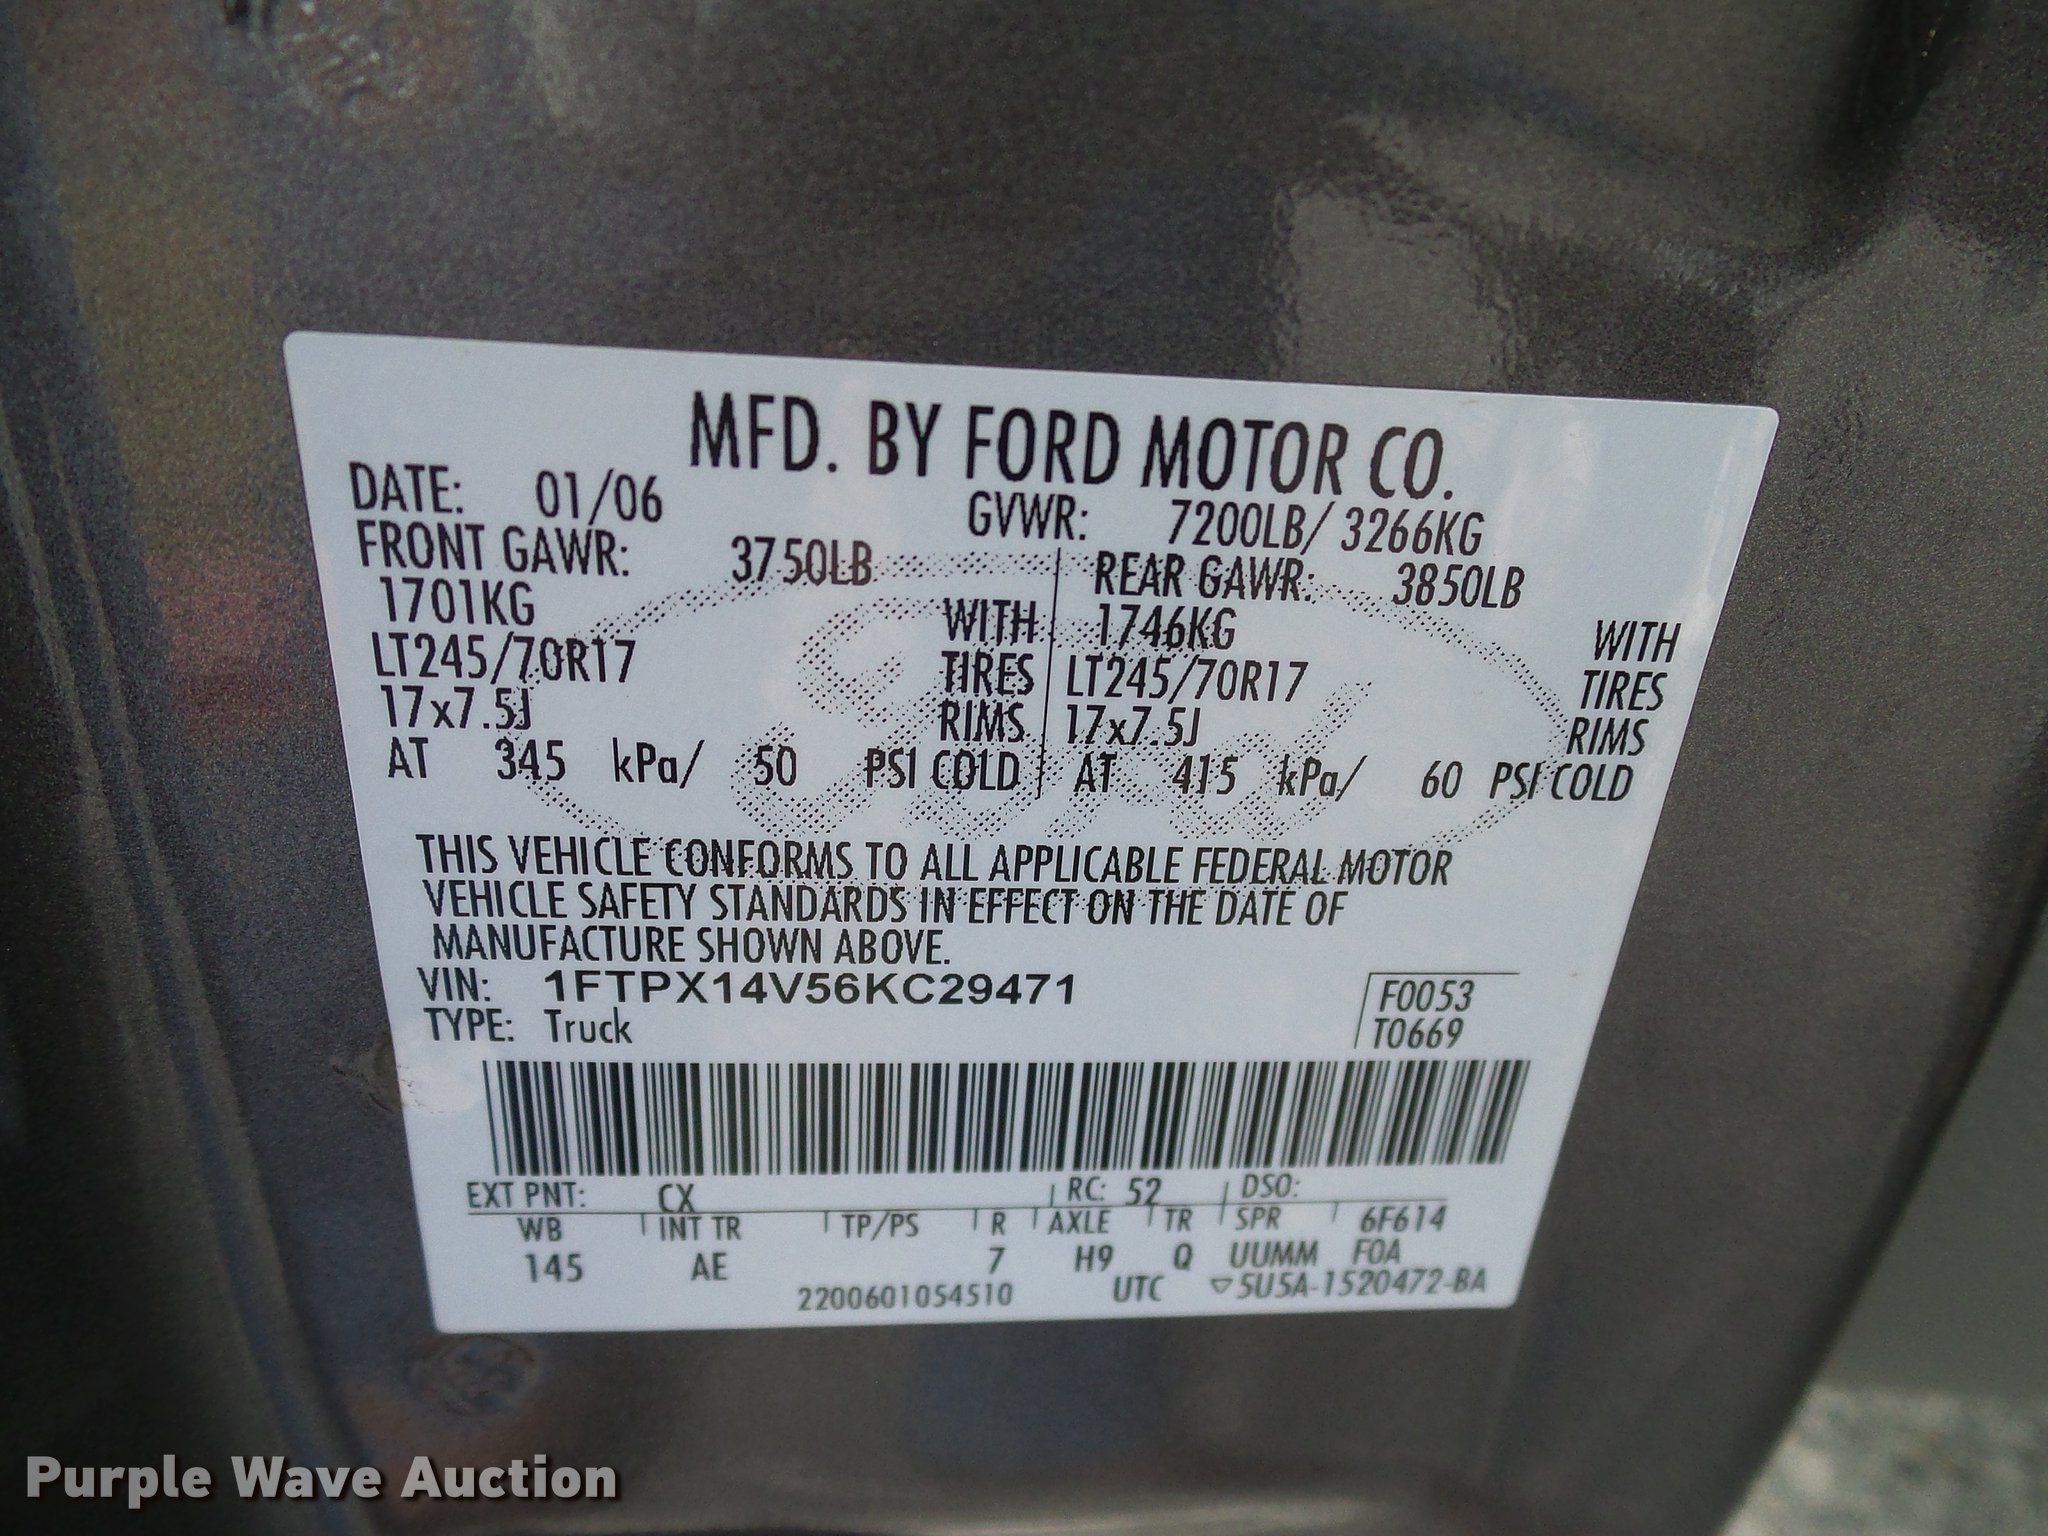 MFD. BY FORD MOTOR CO.
DATE: 01/06 GVWR: 7200LB/ 3266KG
FRONT GAWR: 3750LB REAR GAWR: 3850LB
1701KG WITH 1746KG WITH
LT245/70R17 TIRES LT245/70R17 TIRES
17x7.5J RIMS 17x7.5J RIMS
AT 345 kPa/ 50 PSI COLD AT 415 kPa/ 60 PSI COLD
THIS VEHICLE CONFORMS TO ALL APPLICABLE FEDERAL MOTOR
VEHICLE SAFETY STANDARDS IN EFFECT ON THE DATE OF
MANUFACTURE SHOWN ABOVE.
VIN: 1FTPX14V56KC29471 F0053
TYPE: Truck T0669
EXT PNT: CX RC: 52 DSO:
WB INT TR TP/PS R AXLE TR SPR 6F614
145 AE 7 H9 Q UUMM F0A
2200601054510 UTC ▽5U5A-1520472-BA
Purple Wave Auction